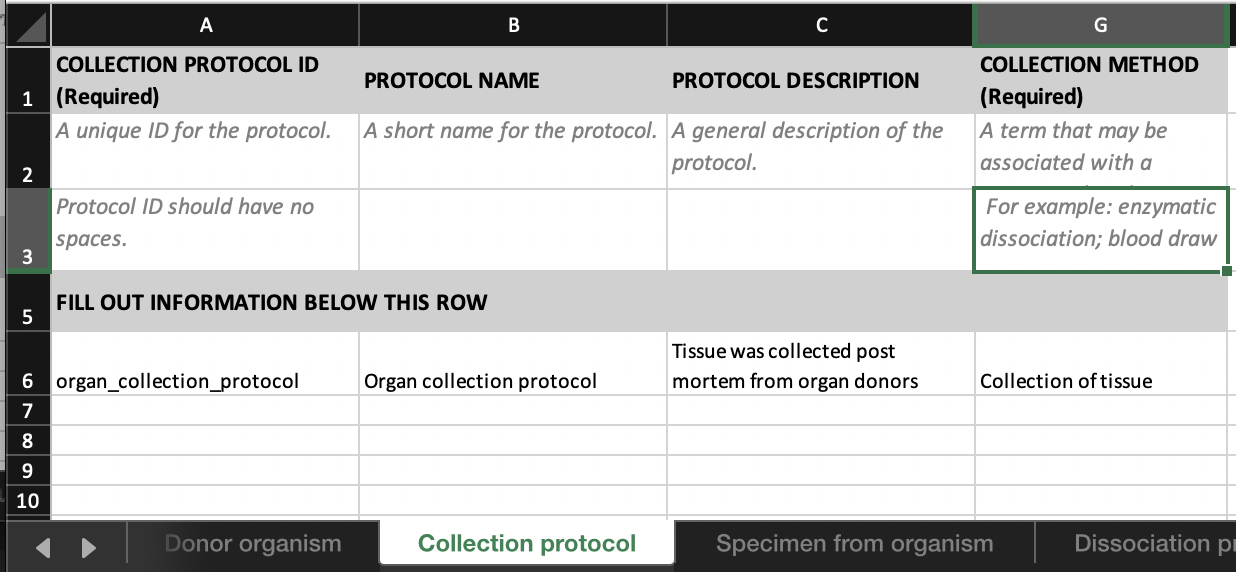 A B C G
COLLECTION PROTOCOL ID
(Required)
PROTOCOL NAME
PROTOCOL DESCRIPTION
COLLECTION METHOD
(Required)
1
A unique ID for the protocol.
A short name for the protocol.
A general description of the
protocol.
A term that may be
associated with a
2
Protocol ID should have no
spaces.
For example: enzymatic
dissociation; blood draw
3
5 FILL OUT INFORMATION BELOW THIS ROW
6 organ_collection_protocol
Organ collection protocol
Tissue was collected post
mortem from organ donors
Collection of tissue
7
8
9
10
Donor organism Collection protocol Specimen from organism Dissociation